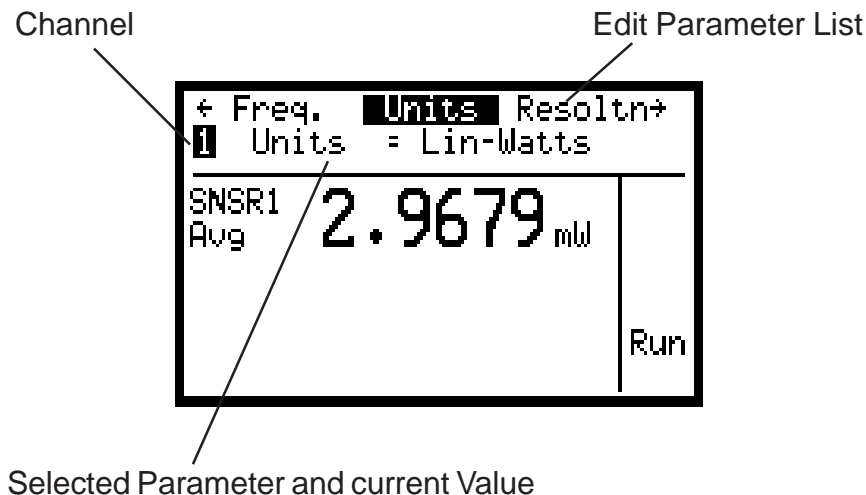 Channel Edit Parameter List
← Freq. Units Resoltn→
1 Units = Lin-Watts
SNSR1
Avg 2.9679 mW
Run
Selected Parameter and current Value